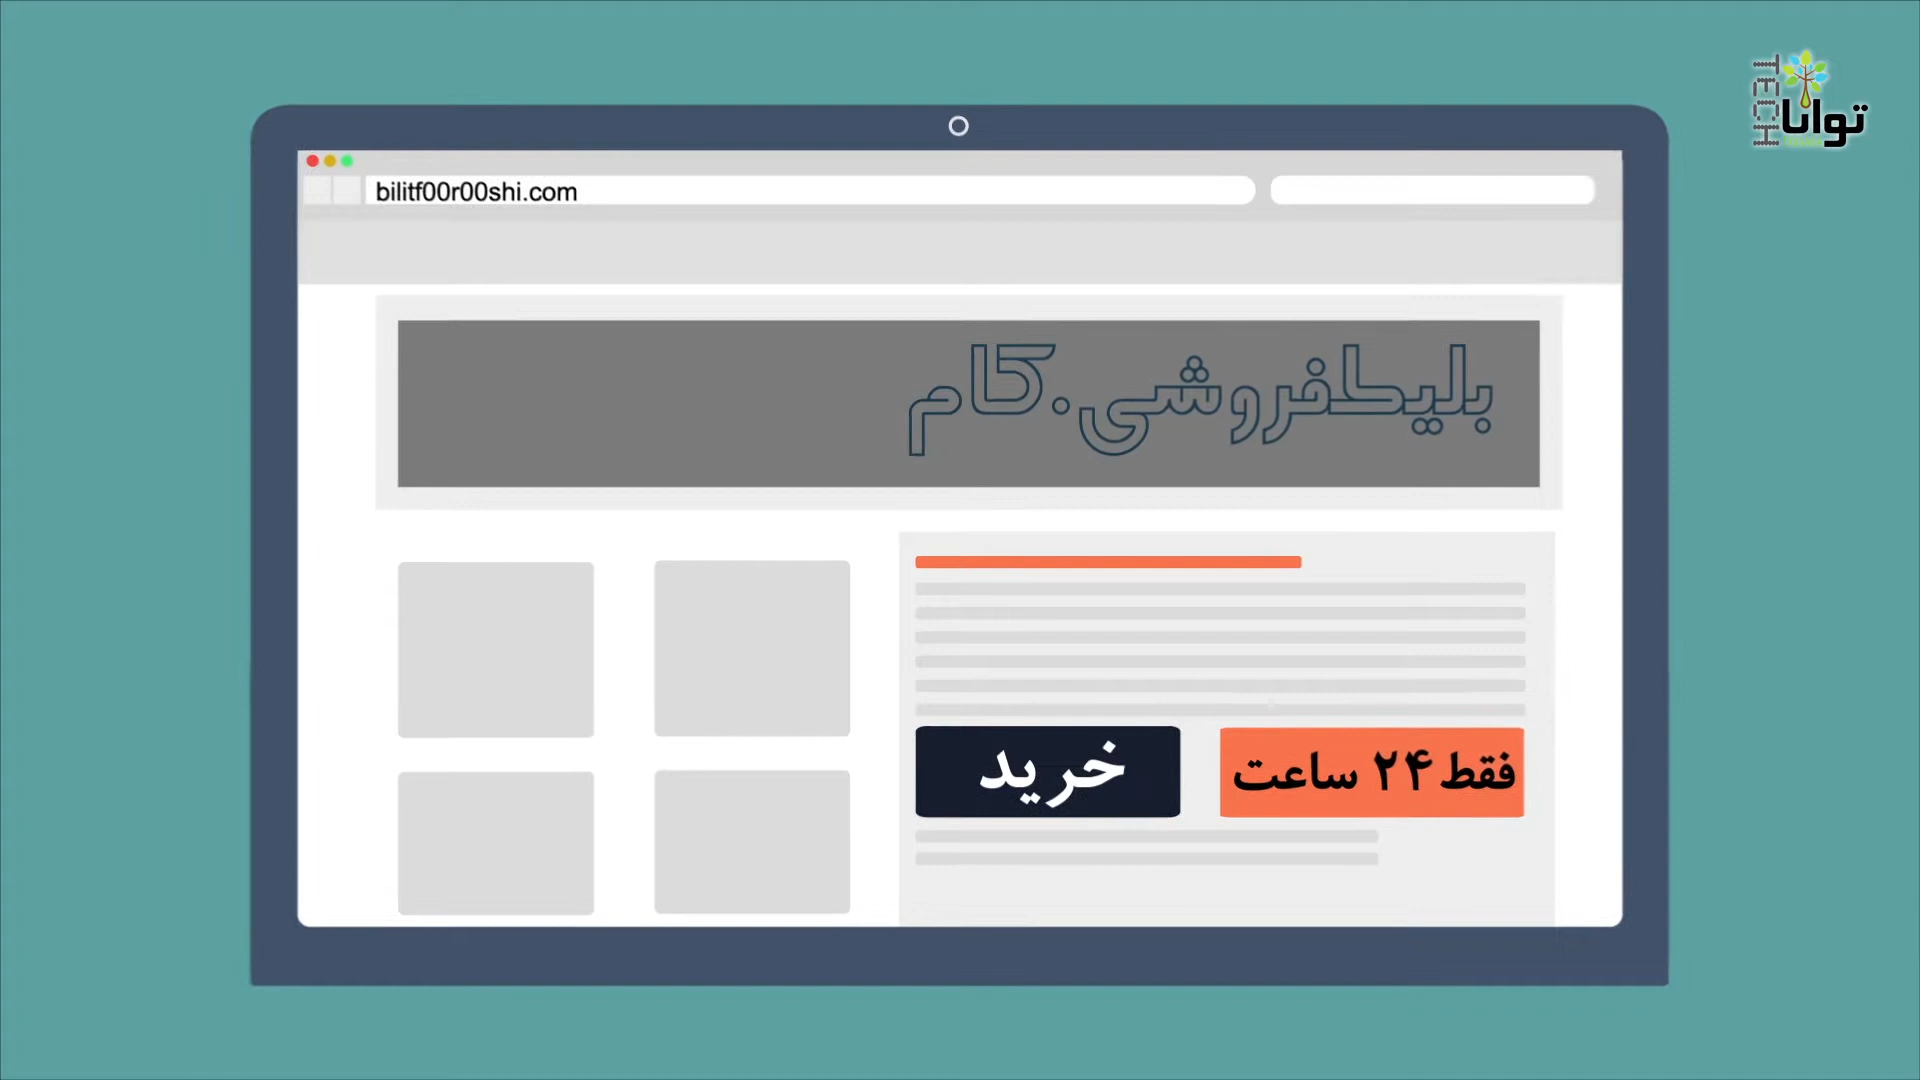 توانا
TECH
bilitf00r00shi.com
بلیطفروشی.کام
فقط ۲۴ ساعت
خرید